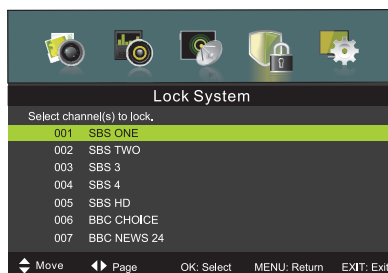 Lock System
Select channel(s) to lock.
001 SBS ONE
002 SBS TWO
003 SBS 3
004 SBS 4
005 SBS HD
006 BBC CHOICE
007 BBC NEWS 24
Move Page OK: Select MENU: Return EXIT: Exit